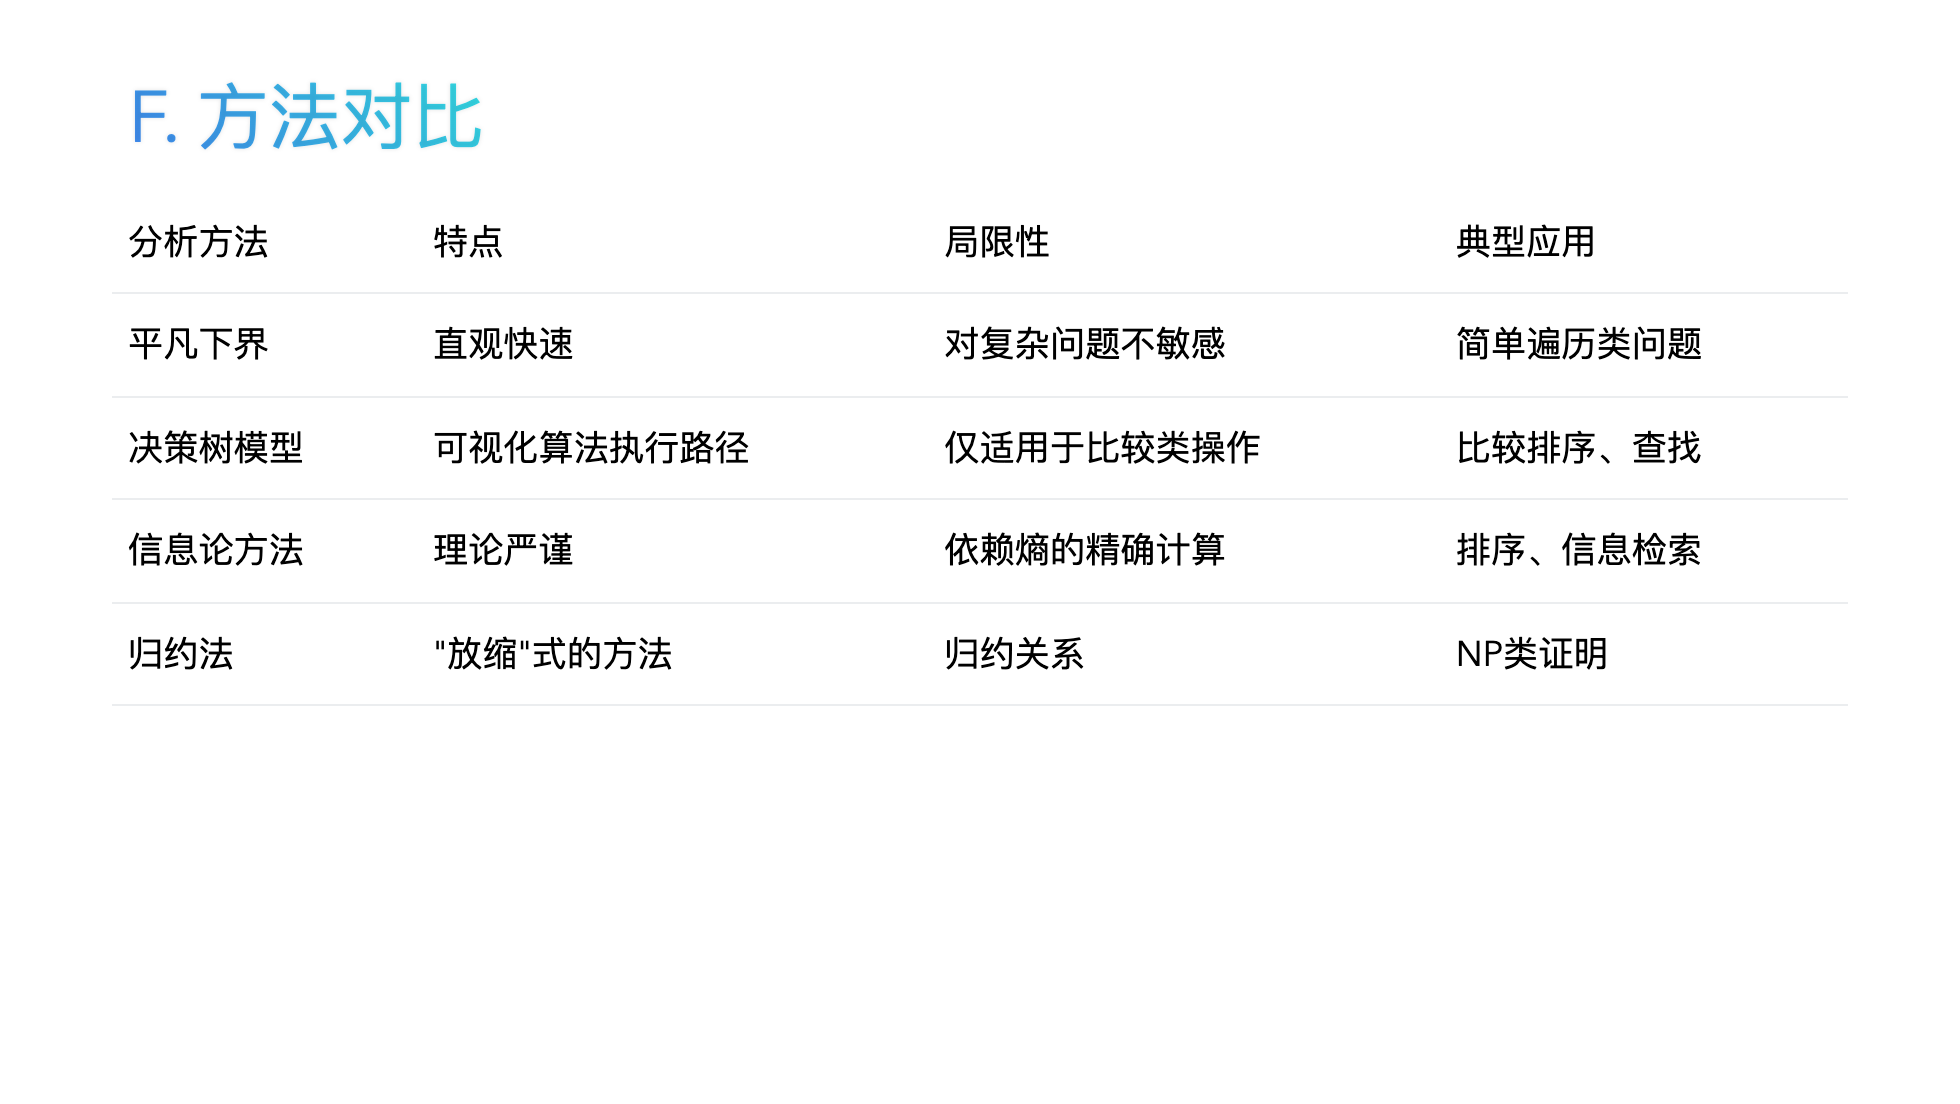 F. 方法对比
分析方法 特点 局限性 典型应用
平凡下界 直观快速 对复杂问题不敏感 简单遍历类问题
决策树模型 可视化算法执行路径 仅适用于比较类操作 比较排序、查找
信息论方法 理论严谨 依赖熵的精确计算 排序、信息检索
归约法 "放缩"式的方法 归约关系 NP类证明